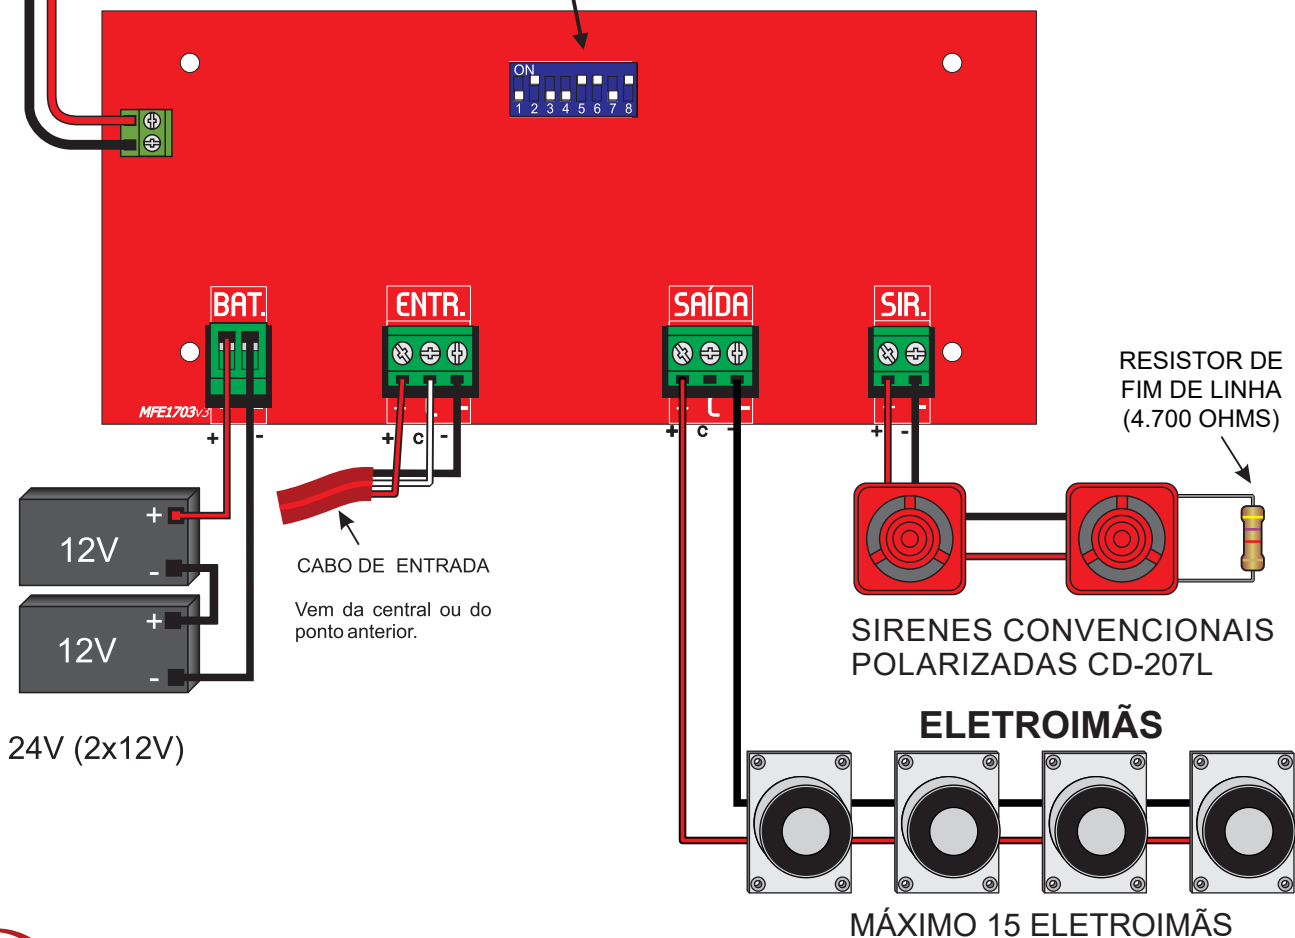 ON
1 2 3 4 5 6 7 8
BAT.
ENTR.
SAÍDA
SIR.
MFE1703v3
+ -
+ C -
+ C -
+ -
RESISTOR DE
FIM DE LINHA
(4.700 OHMS)
+
12V
-
+
12V
-
24V (2x12V)
CABO DE ENTRADA
Vem da central ou do
ponto anterior.
SIRENES CONVENCIONAIS
POLARIZADAS CD-207L
ELETROIMÃS
MÁXIMO 15 ELETROIMÃS